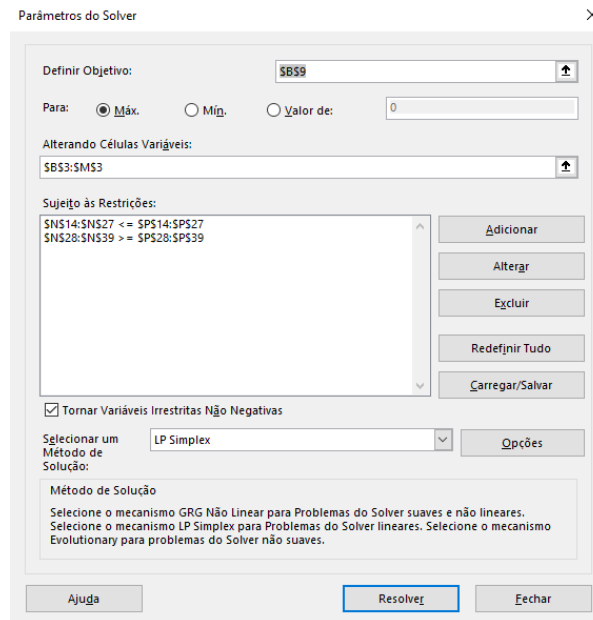 Parâmetros do Solver
Definir Objetivo:
$B$9
Para:
Máx.
Mín.
Valor de:
0
Alterando Células Variáveis:
$B$3:$M$3
Sujeito às Restrições:
$N$14:$N$27 <= $P$14:$P$27
$N$28:$N$39 >= $P$28:$P$39
Adicionar
Alterar
Excluir
Redefinir Tudo
Carregar/Salvar
Tornar Variáveis Irrestritas Não Negativas
Selecionar um
Método de
Solução:
LP Simplex
Opções
Método de Solução
Selecione o mecanismo GRG Não Linear para Problemas do Solver suaves e não lineares.
Selecione o mecanismo LP Simplex para Problemas do Solver lineares. Selecione o mecanismo
Evolutionary para problemas do Solver não suaves.
Ajuda
Resolver
Fechar